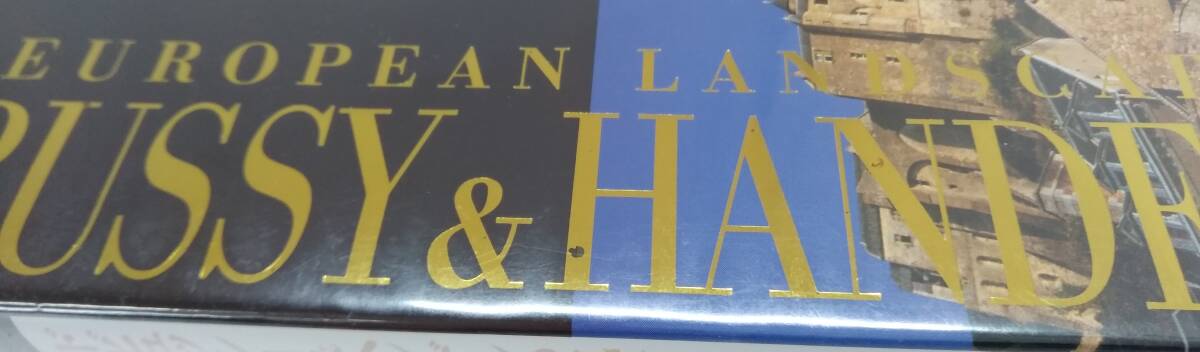 EUROPEAN LANDSCA
USSY & HANDE